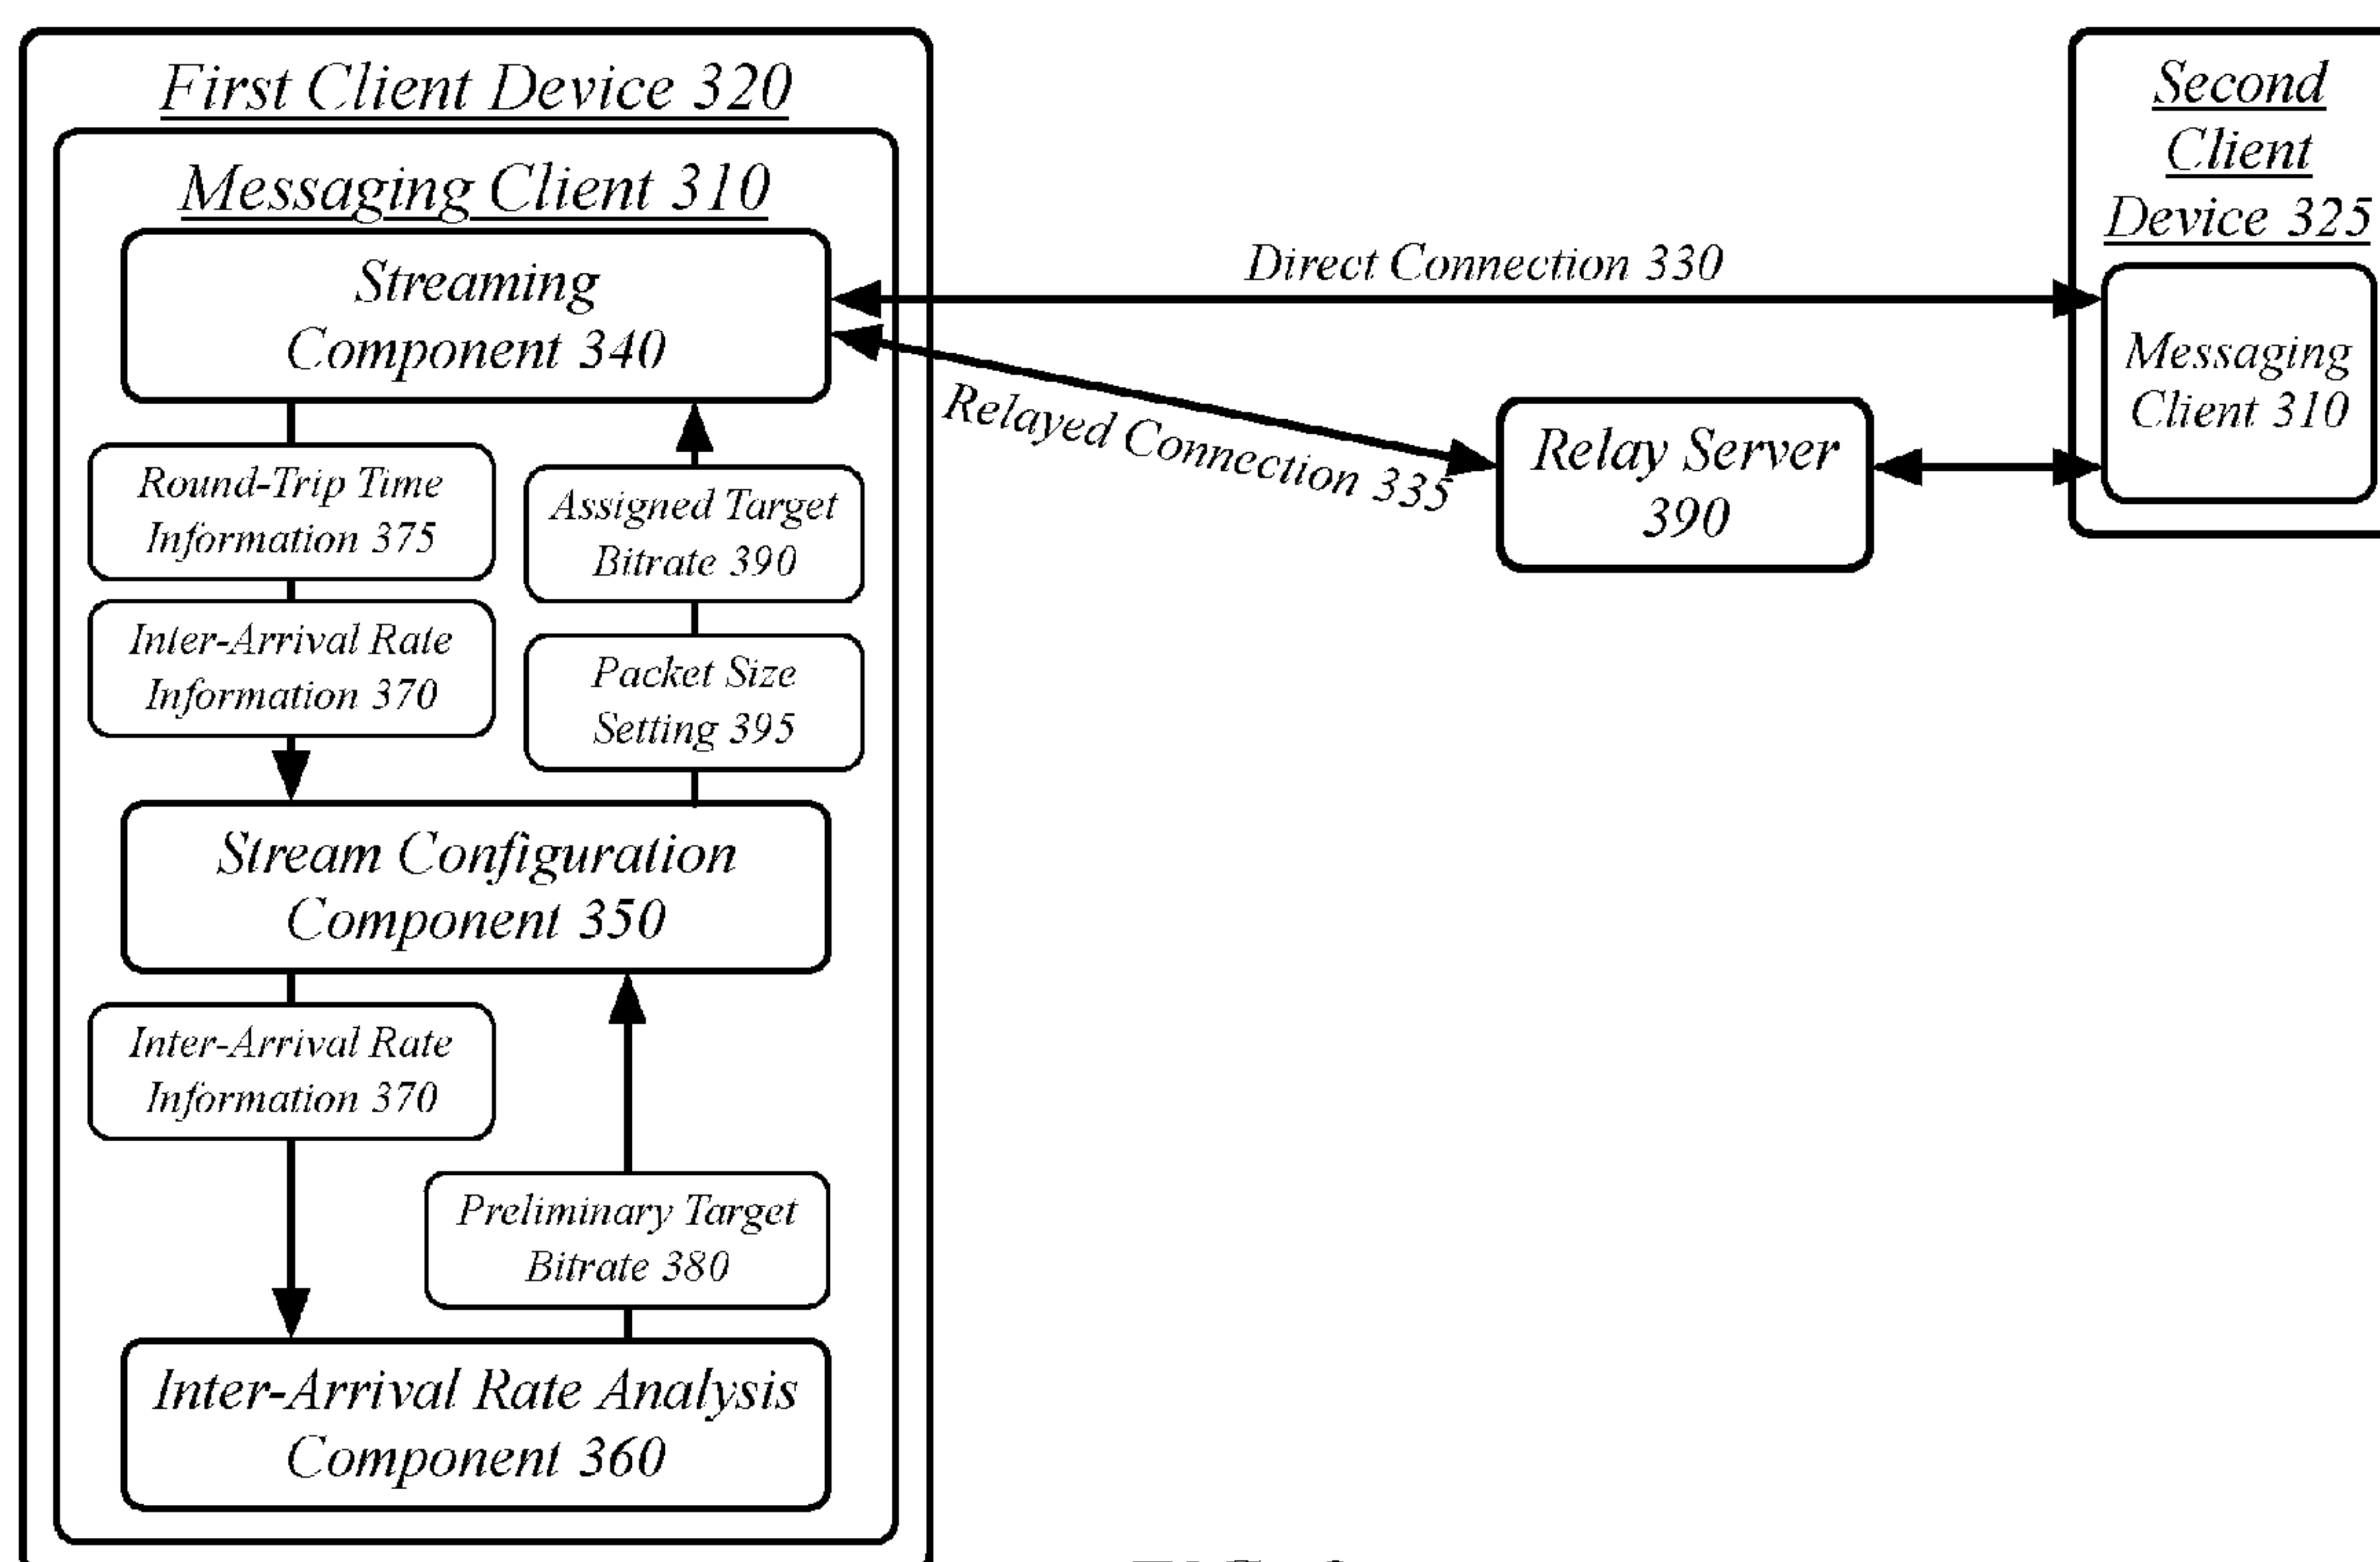 First Client Device 320
Messaging Client 310
Streaming
Component 340
Round-Trip Time
Information 375
Inter-Arrival Rate
Information 370
Assigned Target
Bitrate 390
Packet Size
Setting 395
Stream Configuration
Component 350
Inter-Arrival Rate
Information 370
Preliminary Target
Bitrate 380
Inter-Arrival Rate Analysis
Component 360
Direct Connection 330
Relayed Connection 335
Relay Server
390
Second
Client
Device 325
Messaging
Client 310